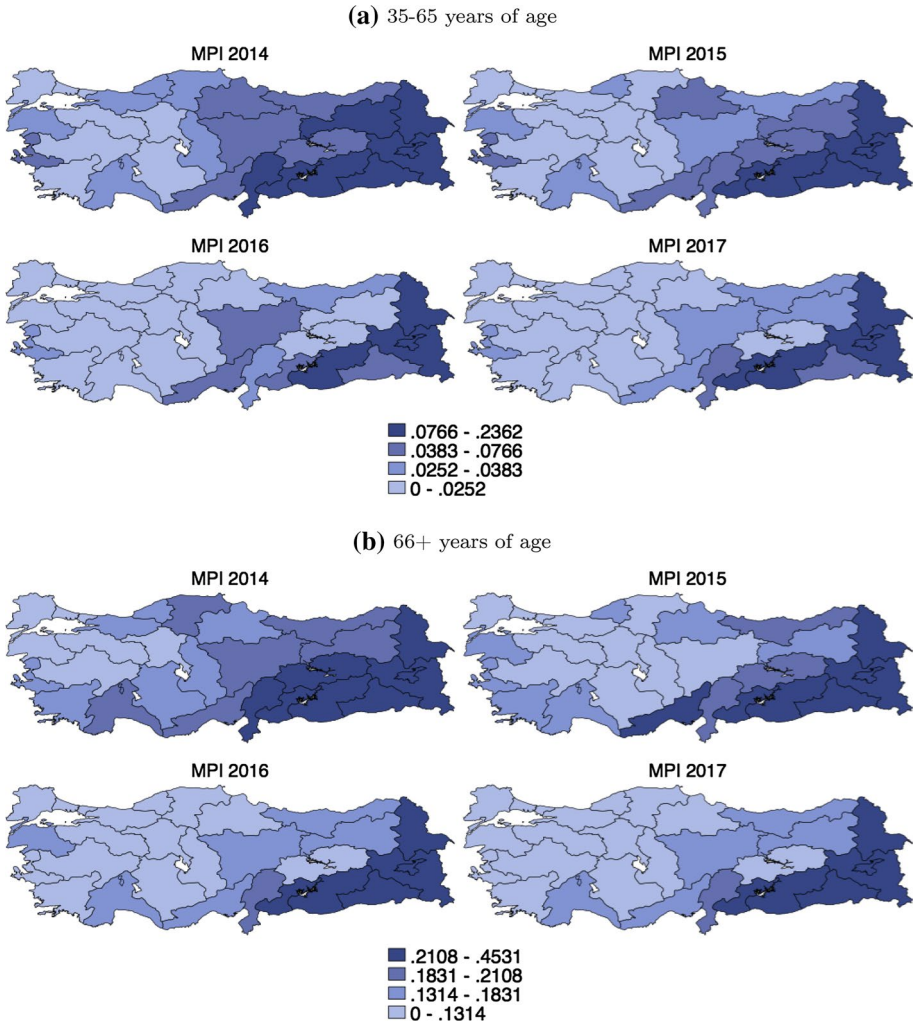 (a) 35-65 years of age
MPI 2014
MPI 2015
MPI 2016
MPI 2017
.0766 - .2362
.0383 - .0766
.0252 - .0383
0 - .0252
(b) 66+ years of age
MPI 2014
MPI 2015
MPI 2016
MPI 2017
.2108 - .4531
.1831 - .2108
.1314 - .1831
0 - .1314